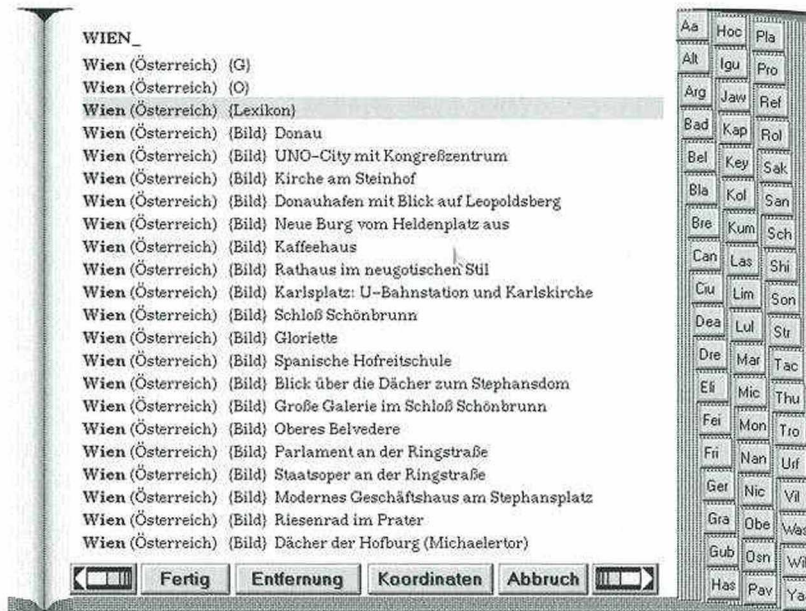 WIEN_
Wien (Österreich) {G}
Wien (Österreich) {O}
Wien (Österreich) {Lexikon}
Wien (Österreich) {Bild} Donau
Wien (Österreich) {Bild} UNO-City mit Kongreßzentrum
Wien (Österreich) {Bild} Kirche am Steinhof
Wien (Österreich) {Bild} Donauhafen mit Blick auf Leopoldsberg
Wien (Österreich) {Bild} Neue Burg vom Heldenplatz aus
Wien (Österreich) {Bild} Kaffeehaus
Wien (Österreich) {Bild} Rathaus im neugotischen Stil
Wien (Österreich) {Bild} Karlsplatz: U-Bahnstation und Karlskirche
Wien (Österreich) {Bild} Schloß Schönbrunn
Wien (Österreich) {Bild} Gloriette
Wien (Österreich) {Bild} Spanische Hofreitschule
Wien (Österreich) {Bild} Blick über die Dächer zum Stephansdom
Wien (Österreich) {Bild} Große Galerie im Schloß Schönbrunn
Wien (Österreich) {Bild} Oberes Belvedere
Wien (Österreich) {Bild} Parlament an der Ringstraße
Wien (Österreich) {Bild} Staatsoper an der Ringstraße
Wien (Österreich) {Bild} Modernes Geschäftshaus am Stephansplatz
Wien (Österreich) {Bild} Riesenrad im Prater
Wien (Österreich) {Bild} Dächer der Hofburg (Michaelertor)
Fertig Entfernung Koordinaten Abbruch
Aa Hoc Pla
Alt Igu Pro
Arg Jaw Ref
Bad Kap Rol
Bel Key Sak
Bla Kol San
Bre Kum Sch
Can Las Shi
Ciu Lim Son
Dea Lul Str
Dre Mar Tac
Eli Mic Thu
Fei Mon Tro
Fri Nan Urf
Ger Nic Vil
Gra Obe Was
Gub Osn Wil
Has Pav Ya